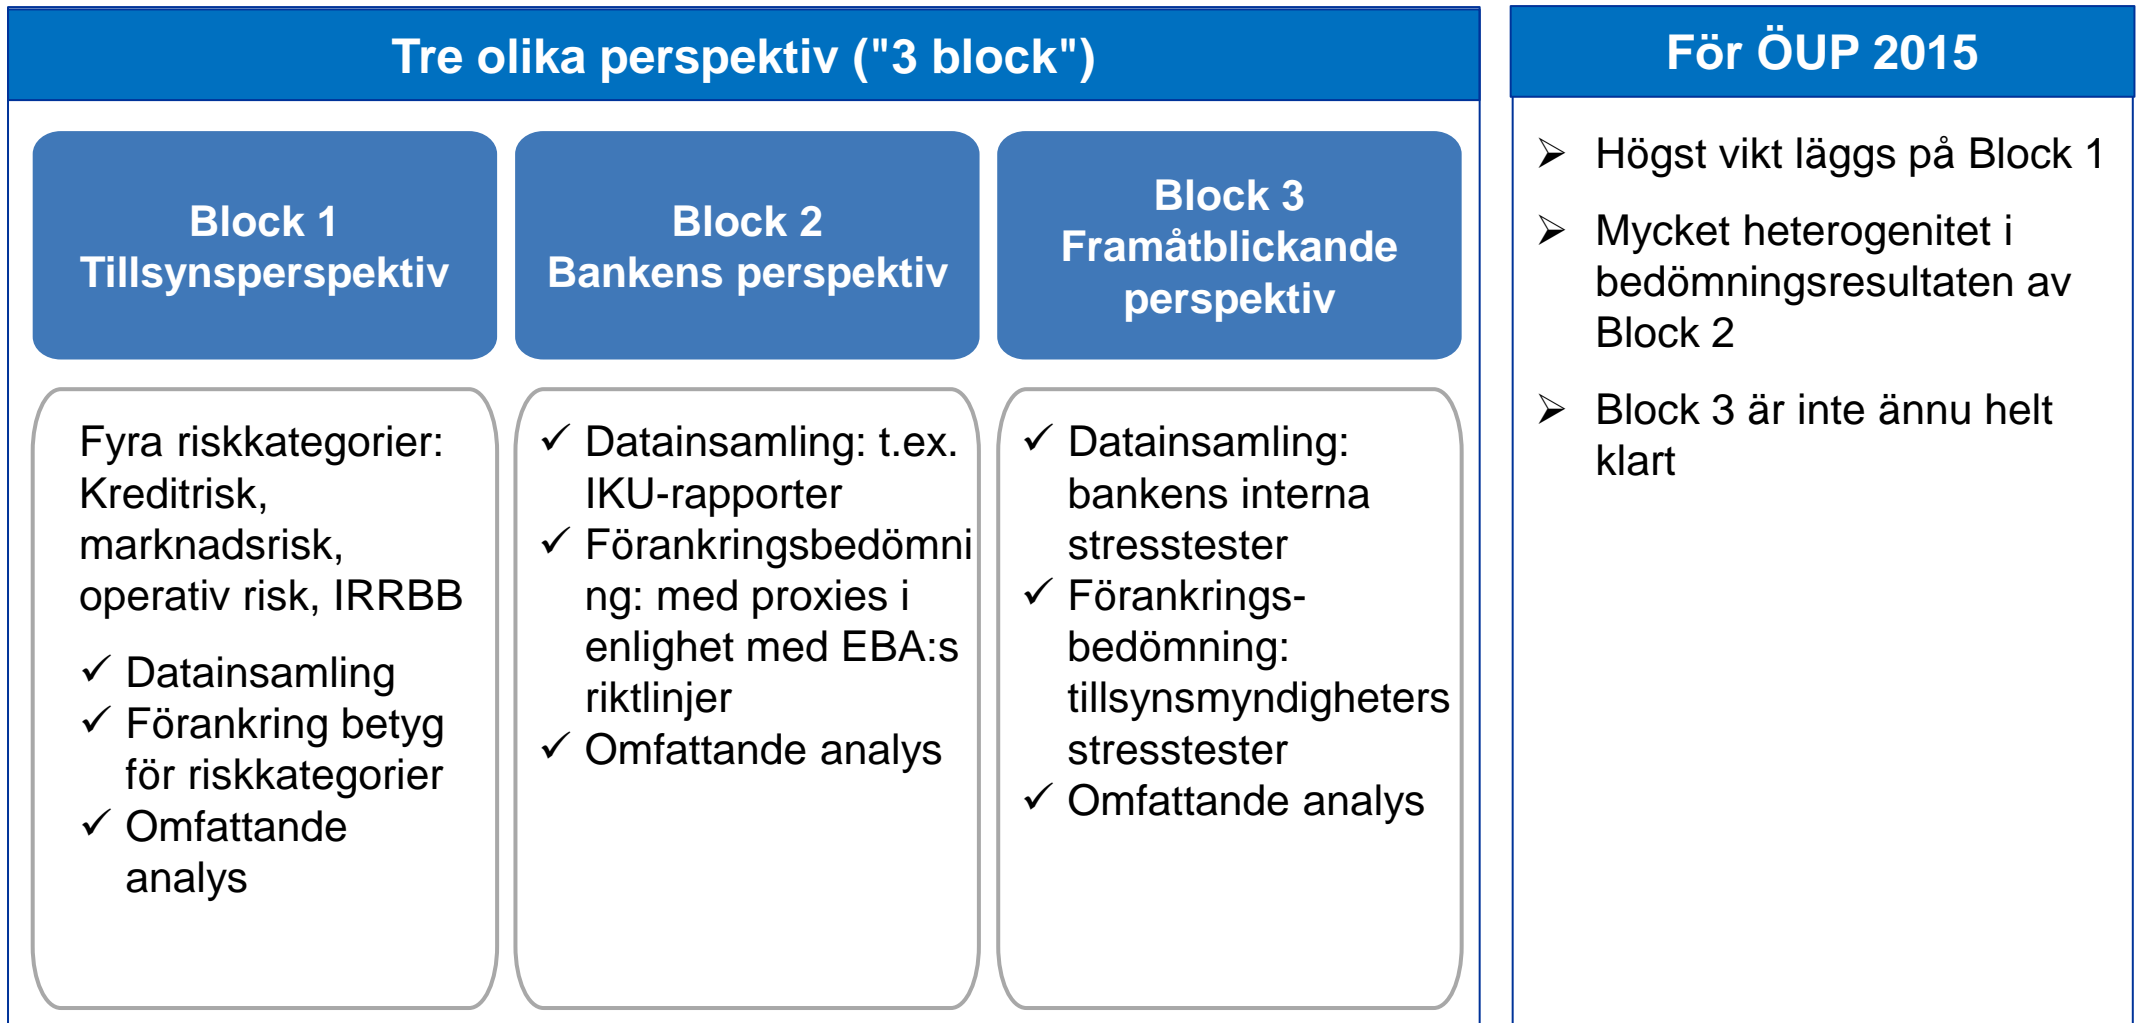 Tre olika perspektiv ("3 block")
Block 1
Tillsynsperspektiv
Fyra riskkategorier:
Kreditrisk,
marknadsrisk,
operativ risk, IRRBB
✓ Datainsamling
✓ Förankring betyg
för riskkategorier
✓ Omfattande
analys
Block 2
Bankens perspektiv
✓ Datainsamling: t.ex.
IKU-rapporter
✓ Förankringsbedömni
ng: med proxies i
enlighet med EBA:s
riktlinjer
✓ Omfattande analys
Block 3
Framåtblickande
perspektiv
✓ Datainsamling:
bankens interna
stresstester
✓ Förankrings-
bedömning:
tillsynsmyndigheters
stresstester
✓ Omfattande analys
För ÖUP 2015
➢ Högst vikt läggs på Block 1
➢ Mycket heterogenitet i
bedömningsresultaten av
Block 2
➢ Block 3 är inte ännu helt
klart